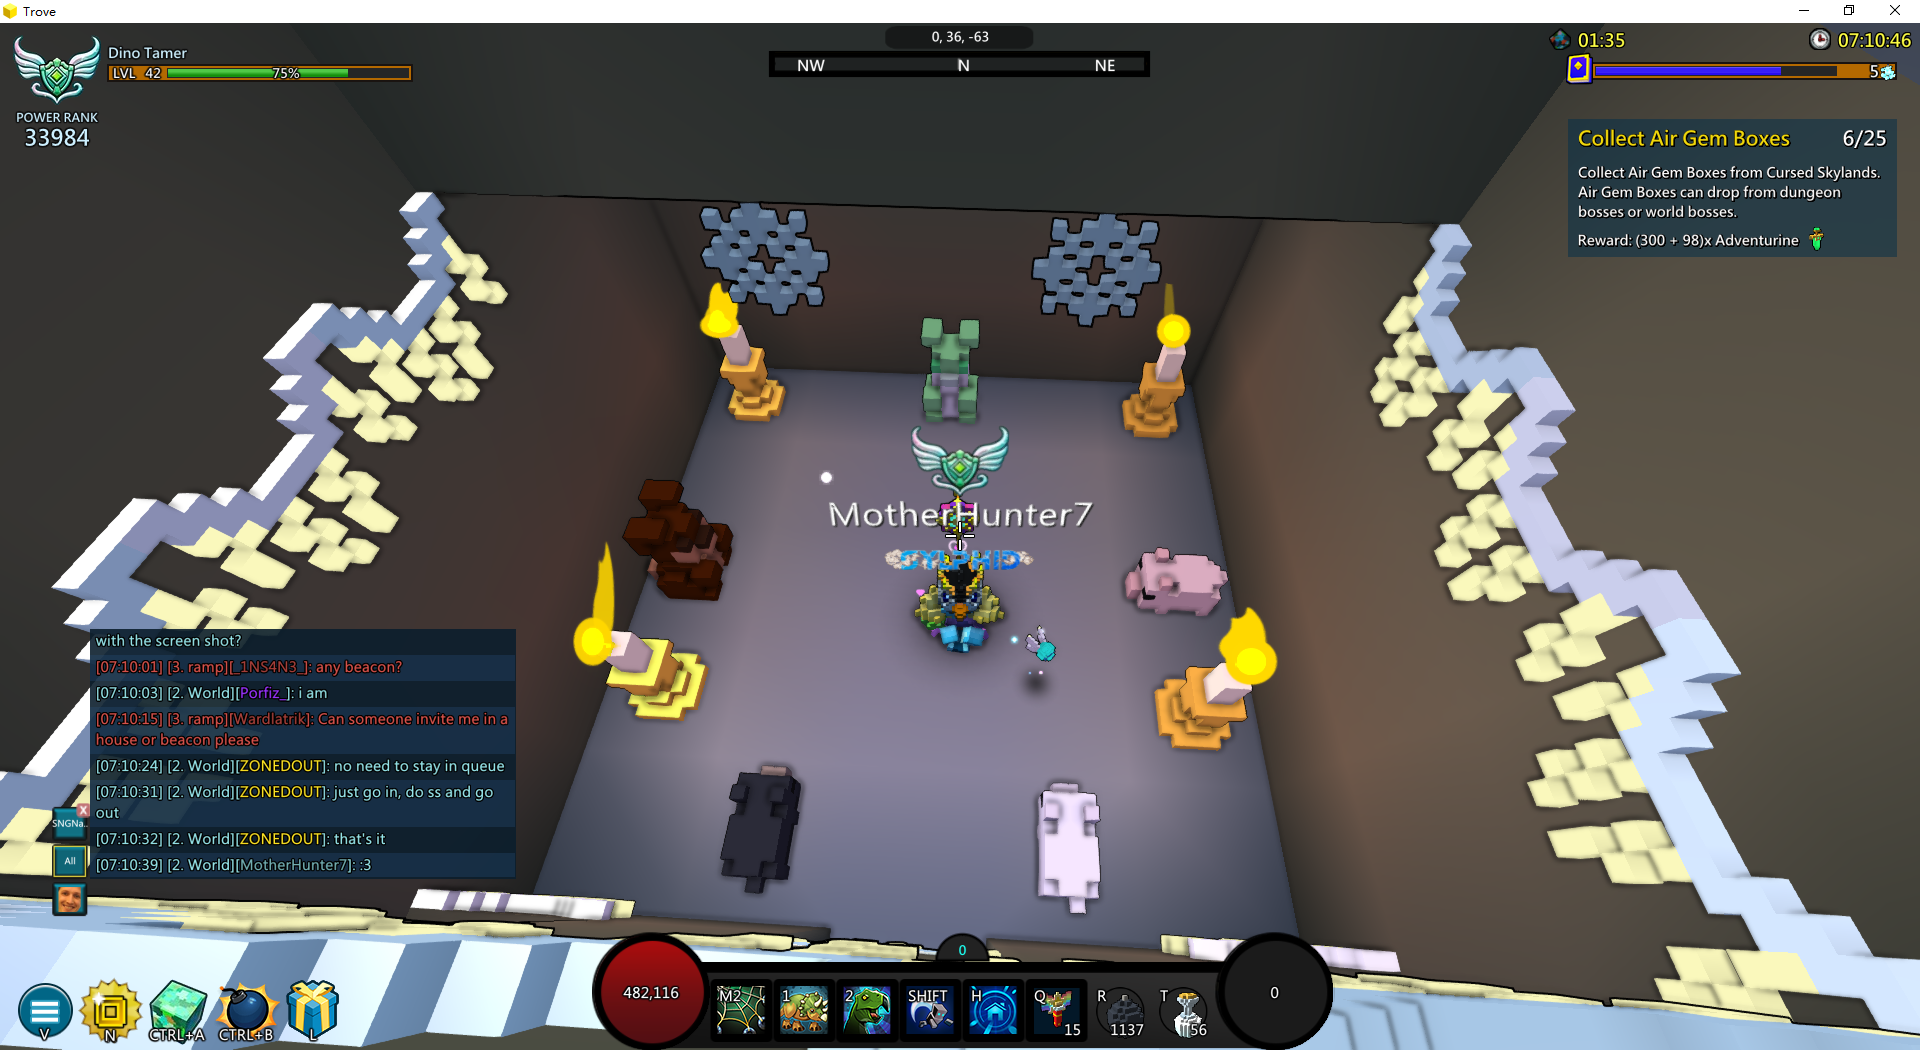 Trove
Dino Tamer
LVL 42
75%
POWER RANK
33984
0, 36, -63
NW N NE
01:35
07:10:46
5
Collect Air Gem Boxes 6/25
Collect Air Gem Boxes from Cursed Skylands.
Air Gem Boxes can drop from dungeon
bosses or world bosses.
Reward: (300 + 98)x Adventurine
MotherHunter7
SYLPHID
with the screen shot?
[07:10:01] [3. ramp][_1NS4N3_]: any beacon?
[07:10:03] [2. World][Porfiz_]: i am
[07:10:15] [3. ramp][Wardlatrik]: Can someone invite me in a
house or beacon please
[07:10:24] [2. World][ZONEDOUT]: no need to stay in queue
[07:10:31] [2. World][ZONEDOUT]: just go in, do ss and go
out
[07:10:32] [2. World][ZONEDOUT]: that's it
[07:10:39] [2. World][MotherHunter7]: :3
X
SNGNa..
All
V
N
CTRL+A
CTRL+B
L
482,116
0
M2
1
2
SHIFT
H
Q
15
R
1137
T
56
0